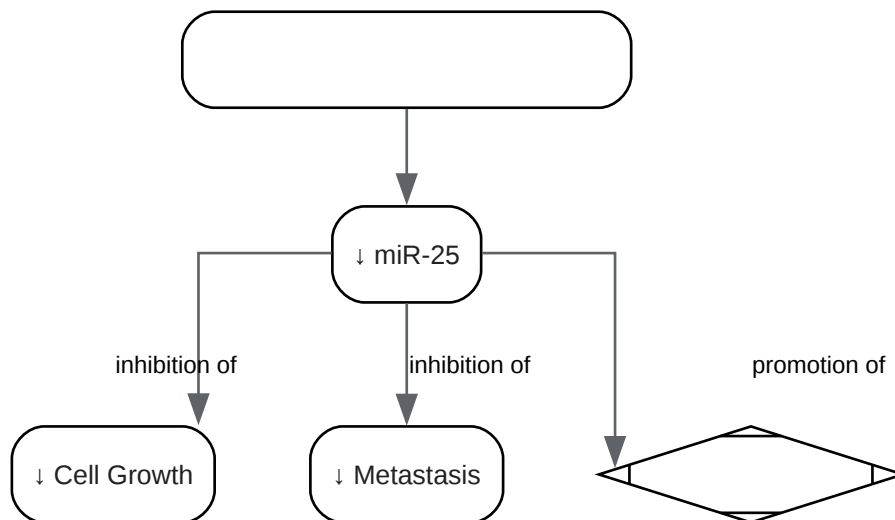 ↓ miR-25
inhibition of
inhibition of
promotion of
↓ Cell Growth
↓ Metastasis